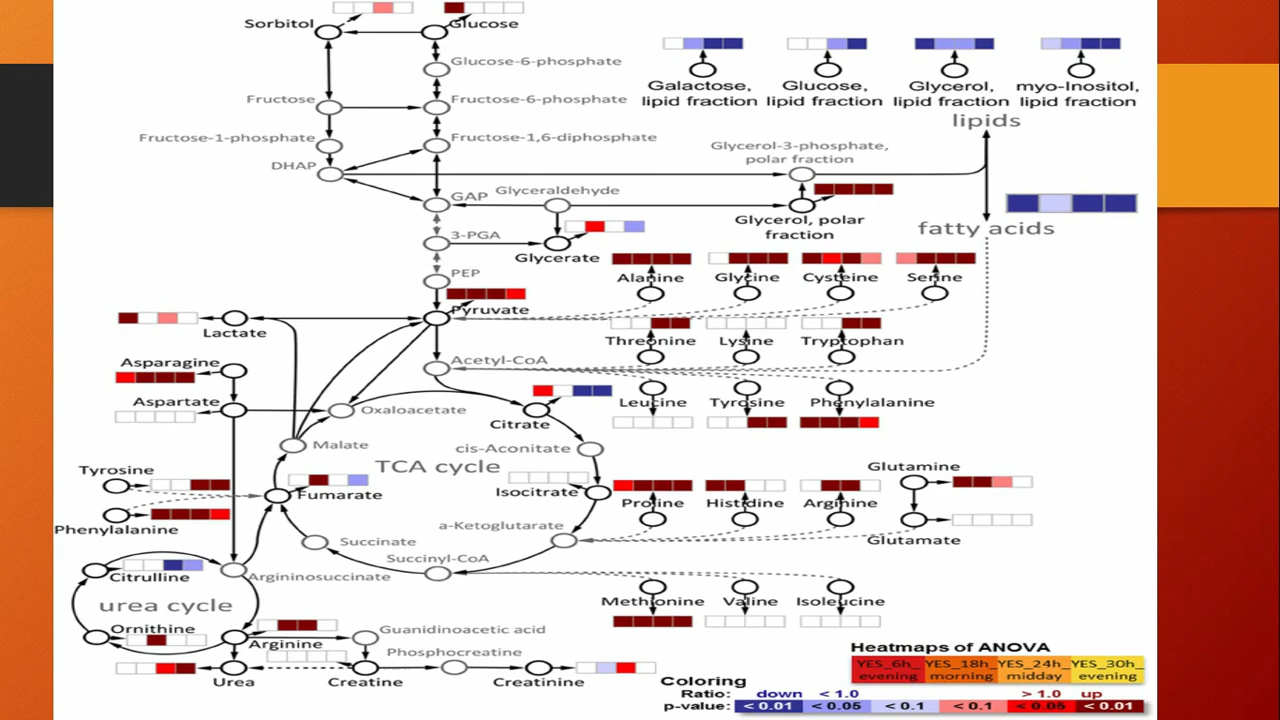 Sorbitol
Glucose
Glucose-6-phosphate
Fructose
Fructose-6-phosphate
Fructose-1-phosphate
Fructose-1,6-diphosphate
DHAP
GAP
Glyceraldehyde
3-PGA
Glycerate
PEP
Pyruvate
Galactose,
lipid fraction
Glucose,
lipid fraction
Glycerol,
lipid fraction
myo-Inositol,
lipid fraction
lipids
Glycerol-3-phosphate,
polar fraction
Glycerol, polar
fraction
fatty acids
Alanine
Glycine
Cysteine
Serine
Lactate
Threonine
Lysine
Tryptophan
Asparagine
Acetyl-CoA
Aspartate
Oxaloacetate
Citrate
Leucine
Tyrosine
Phenylalanine
Malate
cis-Aconitate
TCA cycle
Tyrosine
Fumarate
Isocitrate
Proline
Histidine
Arginine
Glutamine
Phenylalanine
a-Ketoglutarate
Glutamate
Succinate
Succinyl-CoA
Citrulline
Argininosuccinate
urea cycle
Methionine
Valine
Isoleucine
Ornithine
Arginine
Guanidinoacetic acid
Phosphocreatine
Urea
Creatine
Creatinine
Heatmaps of ANOVA
YES_6h_ YES_18h_ YES_24h_ YES_30h_
evening morning midday evening
Coloring
Ratio: down < 1.0 > 1.0 up
p-value: < 0.01 < 0.05 < 0.1 < 0.1 < 0.05 < 0.01